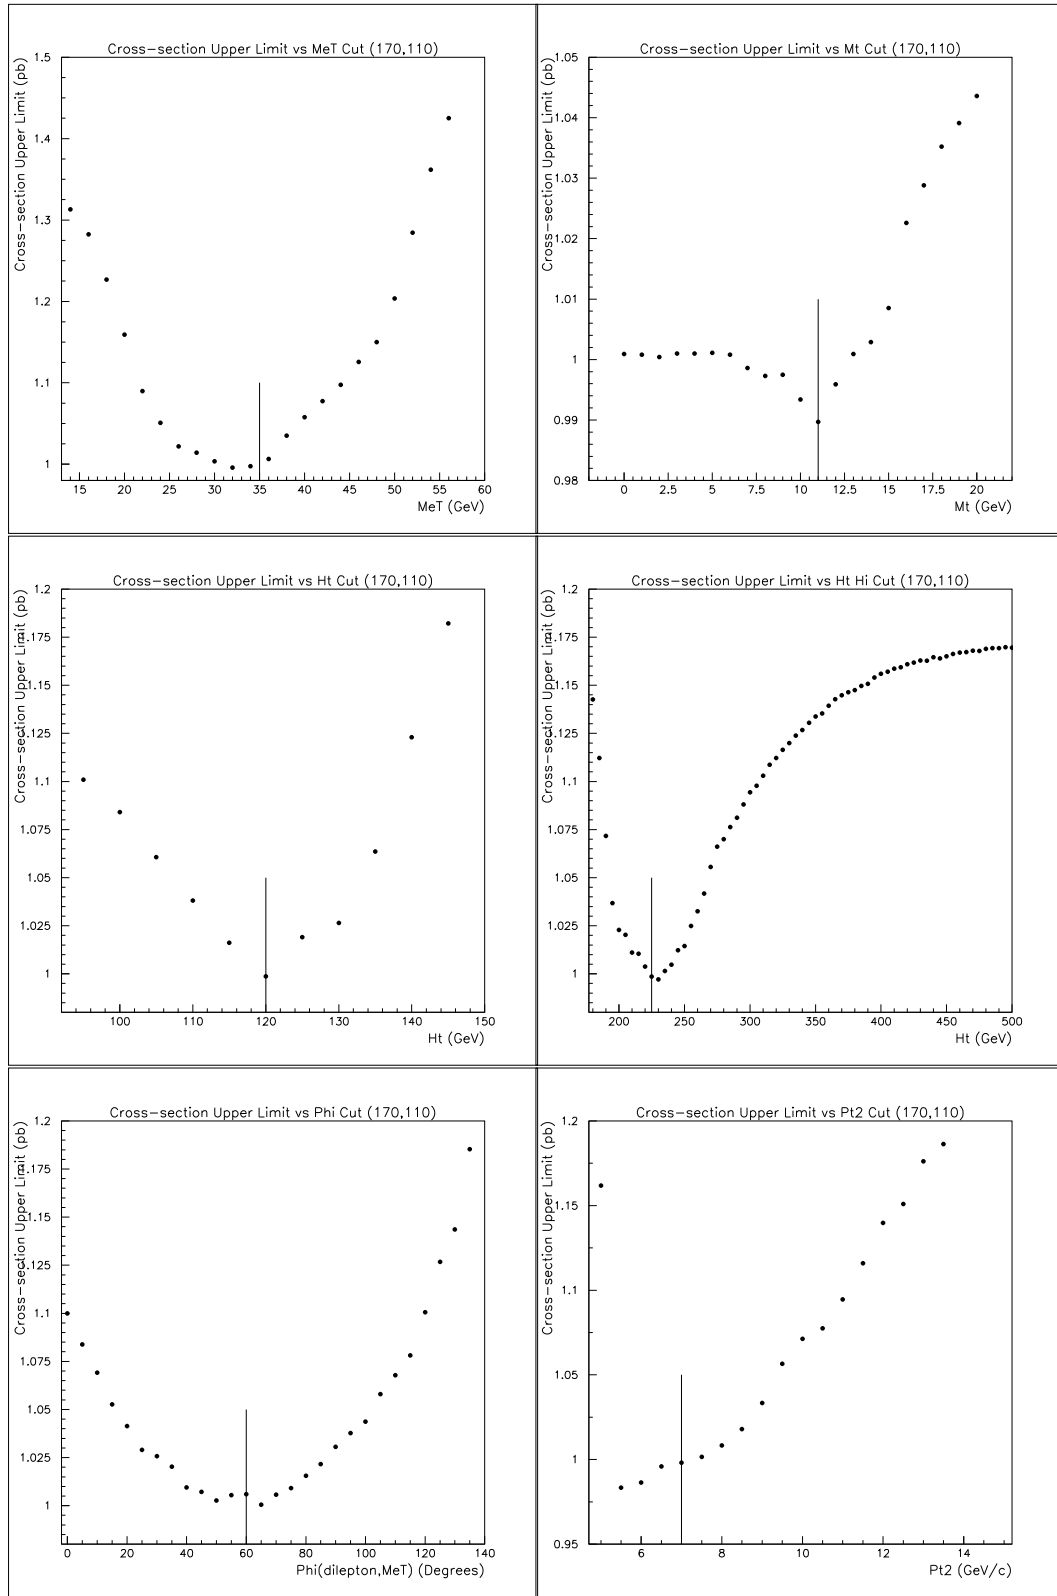 Cross-section Upper Limit vs MeT Cut (170,110)
Cross-section Upper Limit (pb)
1.5
1.4
1.3
1.2
1.1
1
15 20 25 30 35 40 45 50 55 60
MeT (GeV)
Cross-section Upper Limit vs Mt Cut (170,110)
Cross-section Upper Limit (pb)
1.05
1.04
1.03
1.02
1.01
1
0.99
0.98
0 2.5 5 7.5 10 12.5 15 17.5 20
Mt (GeV)
Cross-section Upper Limit vs Ht Cut (170,110)
Cross-section Upper Limit (pb)
1.2
1.175
1.15
1.125
1.1
1.075
1.05
1.025
1
100 110 120 130 140 150
Ht (GeV)
Cross-section Upper Limit vs Ht Hi Cut (170,110)
Cross-section Upper Limit (pb)
1.2
1.175
1.15
1.125
1.1
1.075
1.05
1.025
1
200 250 300 350 400 450 500
Ht (GeV)
Cross-section Upper Limit vs Phi Cut (170,110)
Cross-section Upper Limit (pb)
1.2
1.175
1.15
1.125
1.1
1.075
1.05
1.025
1
0 20 40 60 80 100 120 140
Phi(dilepton,MeT) (Degrees)
Cross-section Upper Limit vs Pt2 Cut (170,110)
Cross-section Upper Limit (pb)
1.2
1.15
1.1
1.05
1
0.95
6 8 10 12 14
Pt2 (GeV/c)